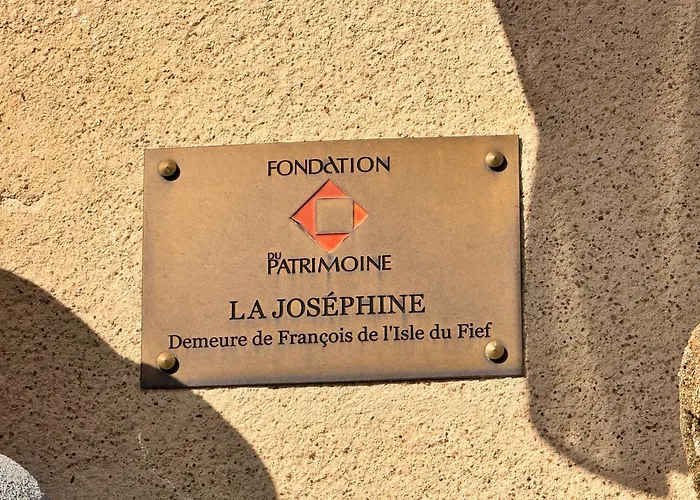 FONDATION
DU
PATRIMOINE
LA JOSÉPHINE
Demeure de François de l'Isle du Fief